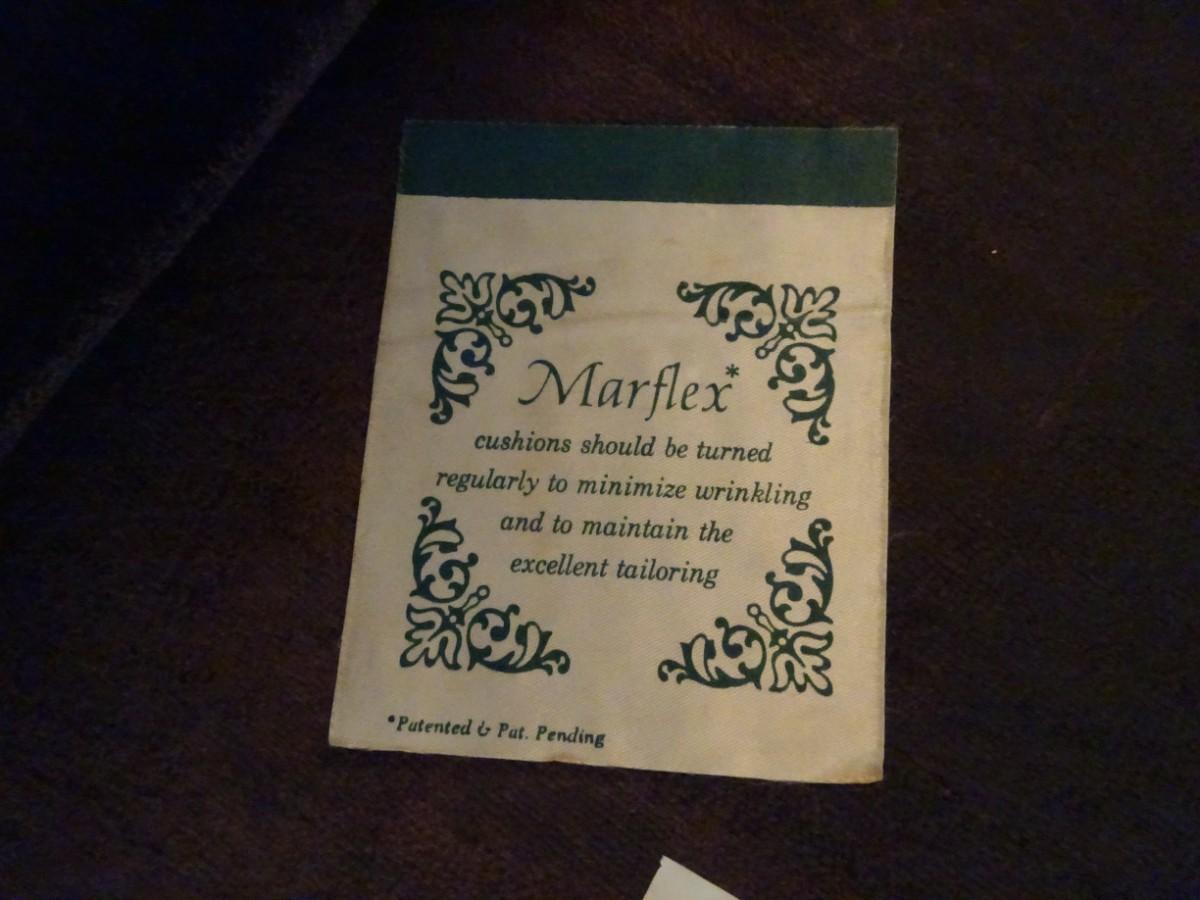 Marflex*
cushions should be turned
regularly to minimize wrinkling
and to maintain the
excellent tailoring
*Patented & Pat. Pending